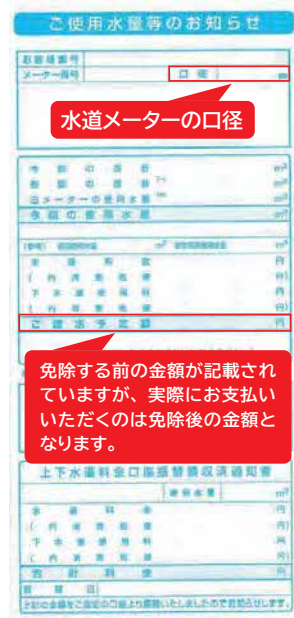 ご使用水量等のお知らせ
お客様番号
メーター番号
口径
水道メーターの口径
今回の指針
前回の指針
旧メーターの使用水量
今回の使用水量
水道料金
(内消費税等
下水道使用料
(内消費税等
ご請求予定額
円
免除する前の金額が記載され
ていますが、実際にお支払い
いただくのは免除後の金額と
なります。
上下水道料金口座振替領収済通知書
使用水量
水道料金
(内消費税等
下水道使用料
(内消費税等
合計料金
振替日
上記の金額をご指定の口座より振替いたしましたのでお知らせします。